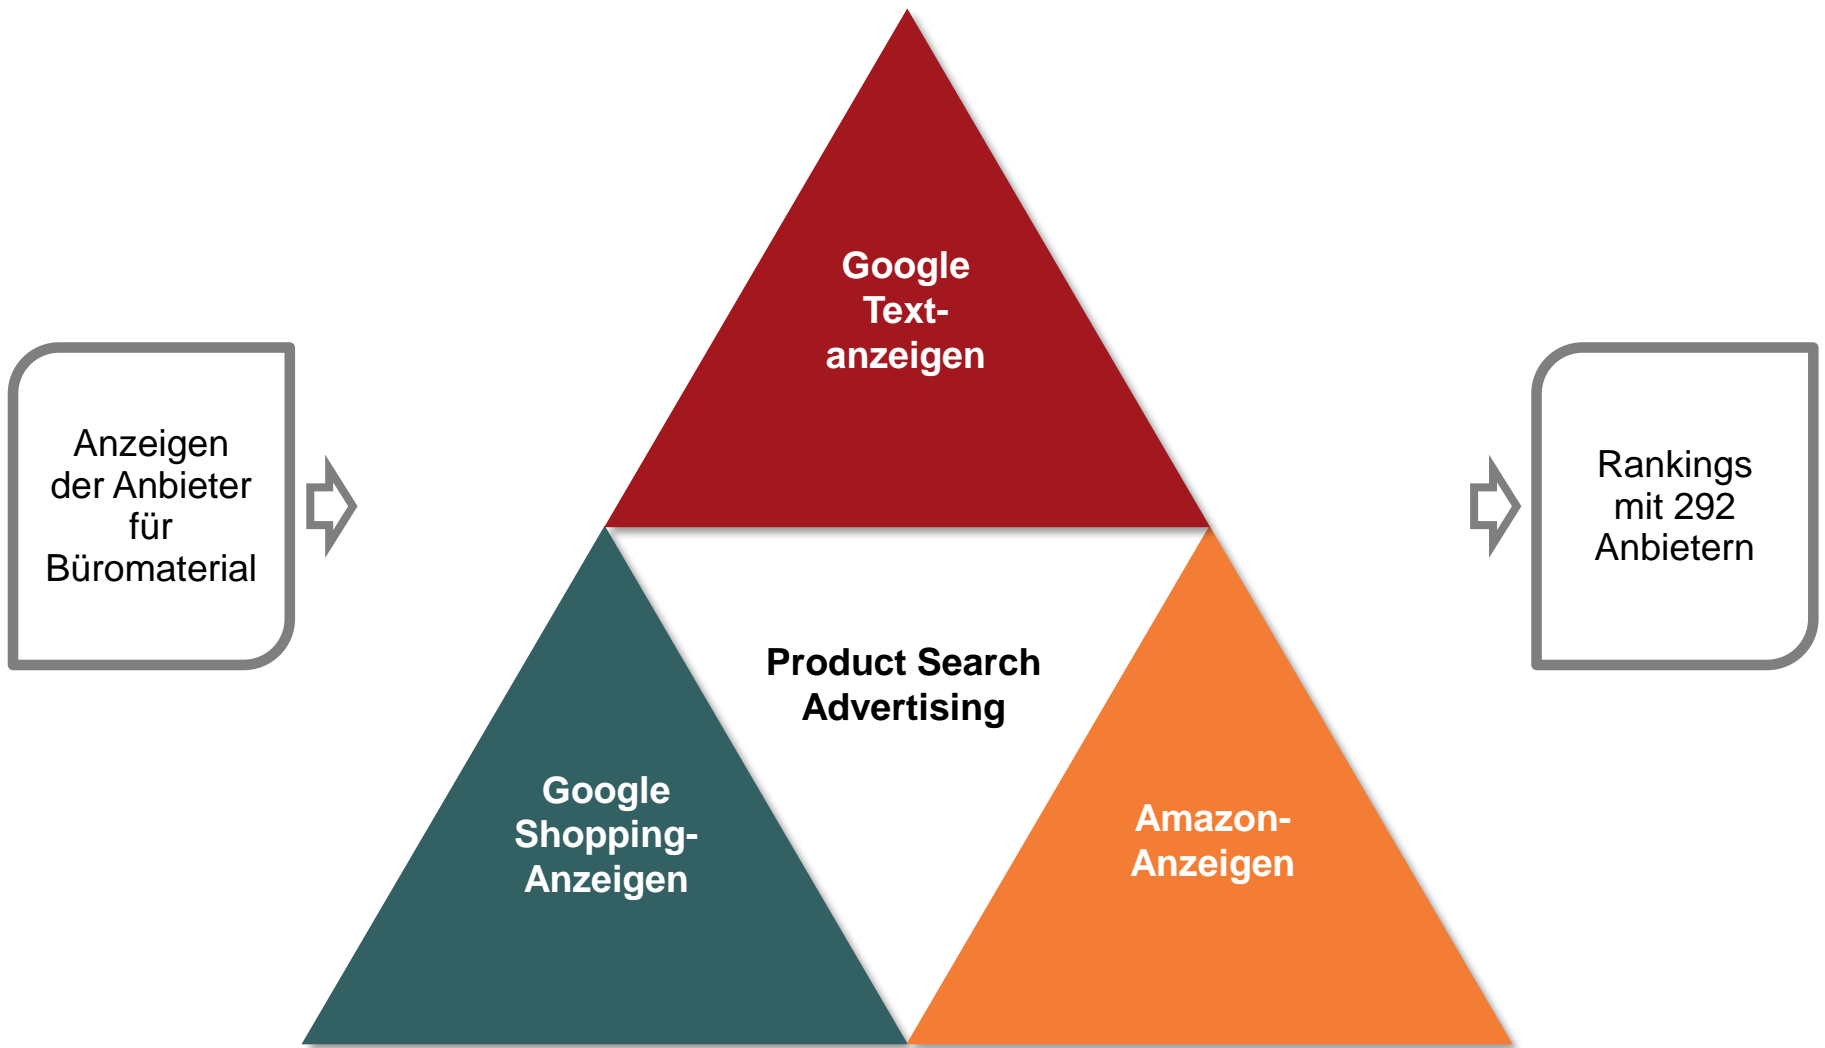 Anzeigen
der Anbieter
für
Büromaterial
Google
Text-
anzeigen
Product Search
Advertising
Google
Shopping-
Anzeigen
Amazon-
Anzeigen
Rankings
mit 292
Anbietern